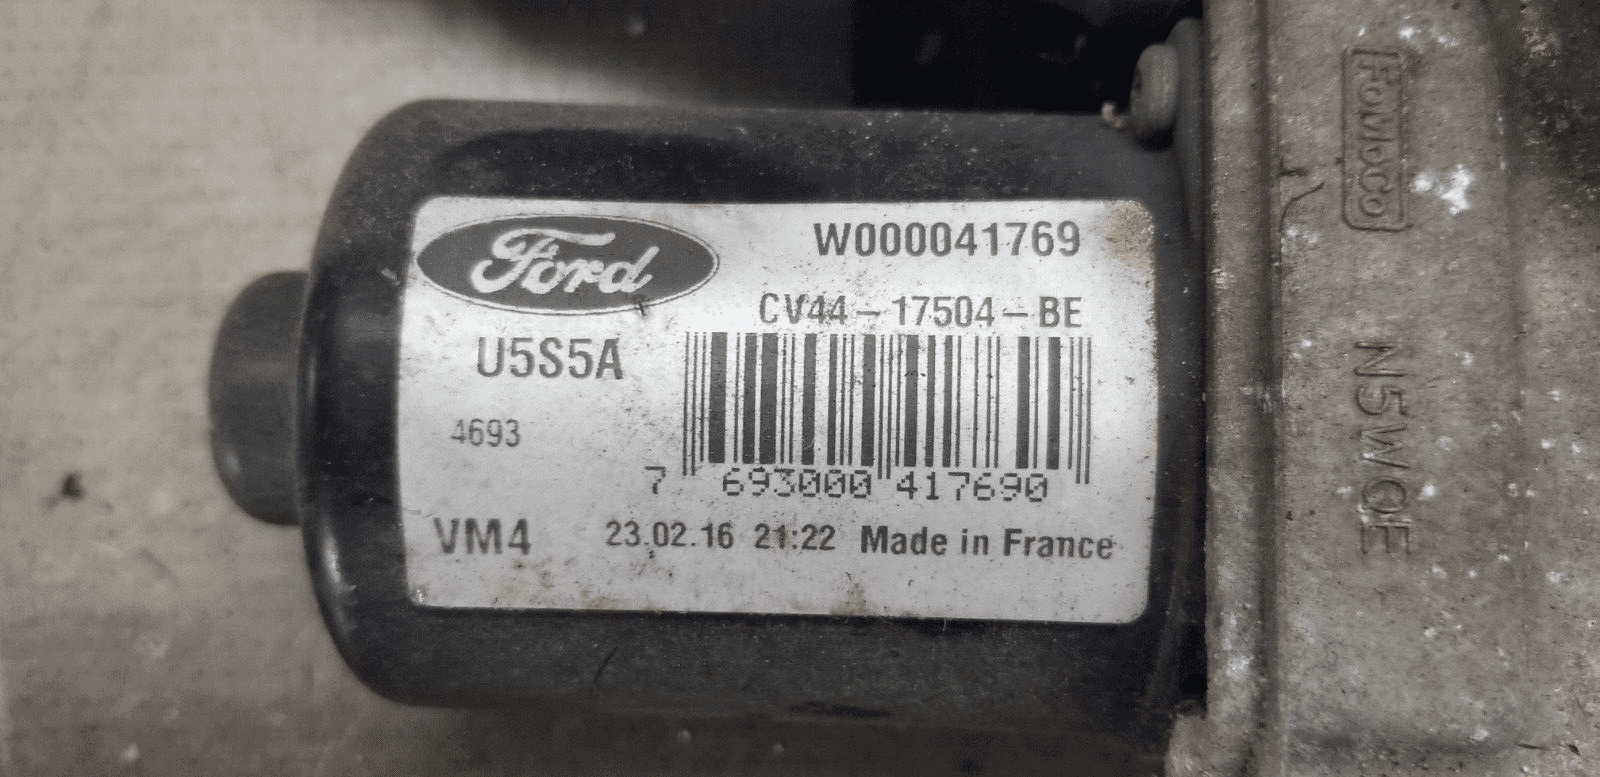 Ford
W000041769
CV44-17504-BE
U5S5A
4693
7 693000 417690
VM4 23.02.16 21:22 Made in France
FoMoCo
N5WOE